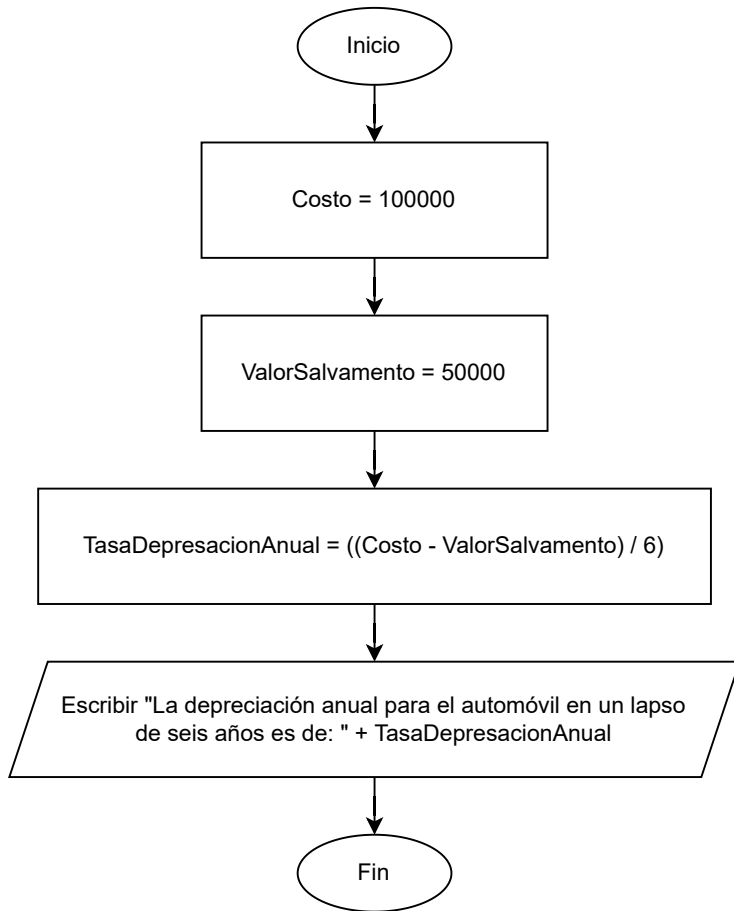 Inicio
Costo = 100000
ValorSalvamento = 50000
TasaDepresacionAnual = ((Costo - ValorSalvamento) / 6)
Escribir "La depreciación anual para el automóvil en un lapso
de seis años es de: " + TasaDepresacionAnual
Fin